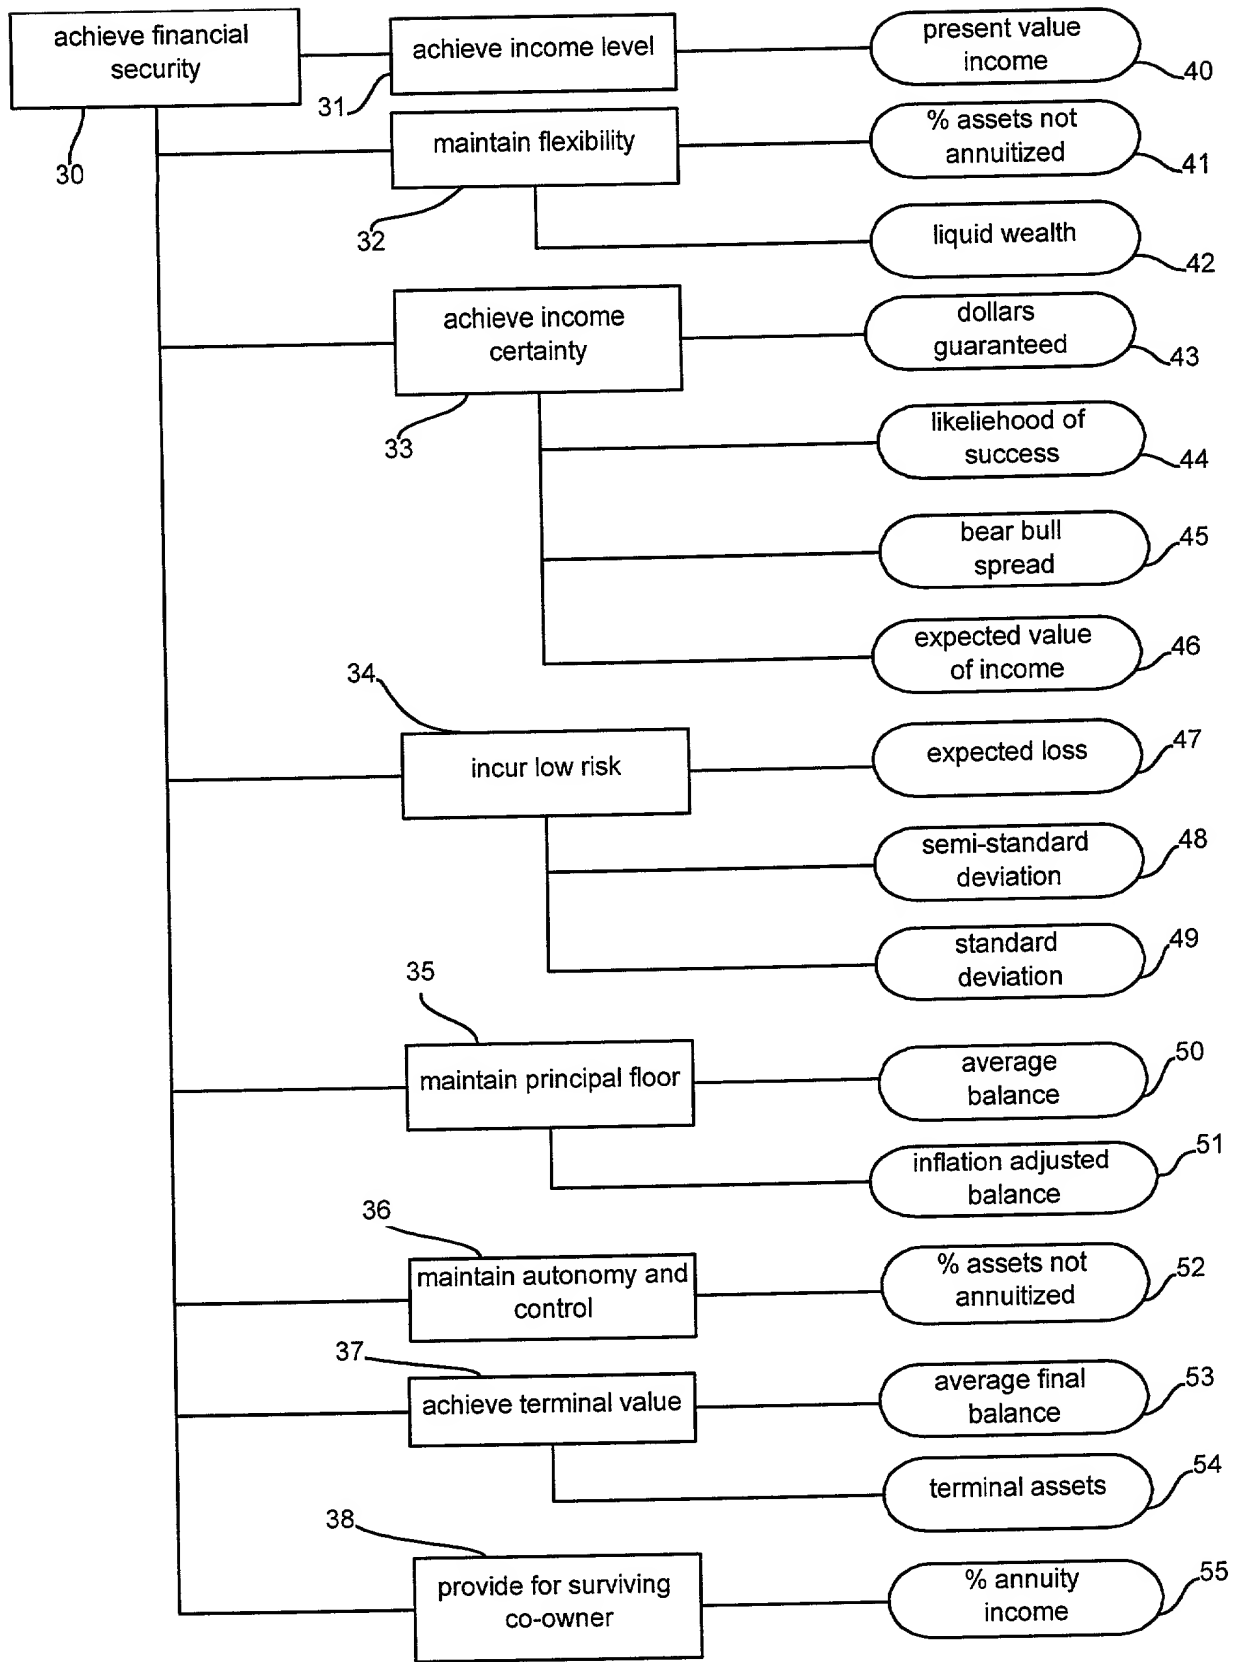 achieve financial
security
30
achieve income level
31
present value
income
40
maintain flexibility
32
% assets not
annuitized
41
liquid wealth
42
achieve income
certainty
33
dollars
guaranteed
43
likeliehood of
success
44
bear bull
spread
45
expected value
of income
46
34
incur low risk
expected loss
47
semi-standard
deviation
48
standard
deviation
49
35
maintain principal floor
average
balance
50
inflation adjusted
balance
51
36
maintain autonomy and
control
% assets not
annuitized
52
37
achieve terminal value
average final
balance
53
terminal assets
54
38
provide for surviving
co-owner
% annuity
income
55